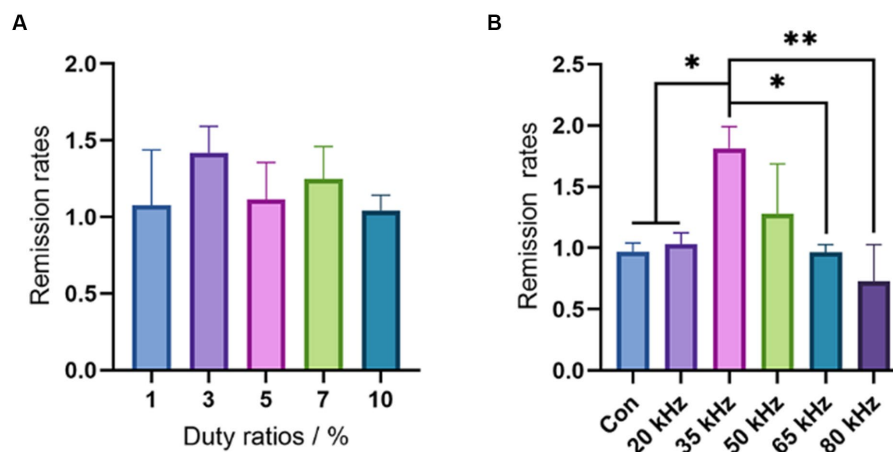 A
Remission rates
2.0
1.5
1.0
0.5
0.0
1 3 5 7 10
Duty ratios / %
B
Remission rates
2.5
2.0
1.5
1.0
0.5
0.0
* ** *
Con 20 kHz 35 kHz 50 kHz 65 kHz 80 kHz